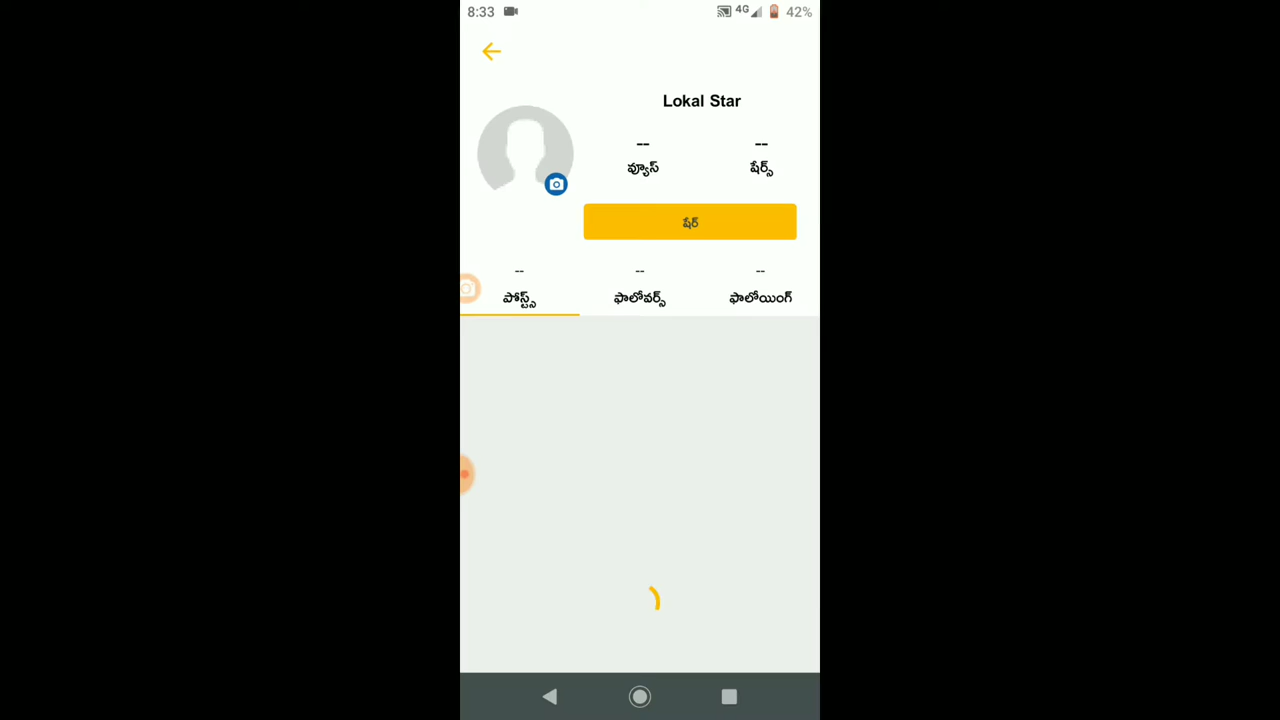 8:33 4G 42%
Lokal Star
-- --
వ్యూస్ షేర్స్
షేర్
-- -- --
పోస్ట్స్ ఫాలోవర్స్ ఫాలోయింగ్